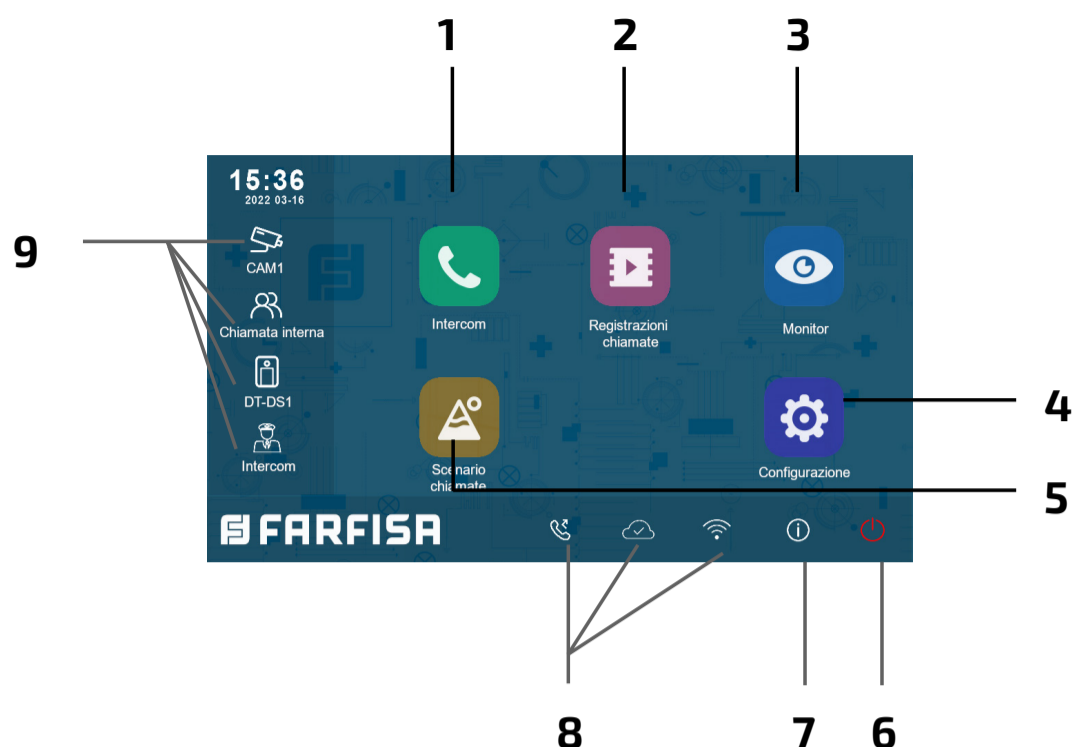 1
2
3
15:36
2022 03-16
9
CAM1
Chiamata interna
DT-DS1
Intercom
Intercom
Registrazioni
chiamate
Monitor
4
Scenario
chiamate
Configurazione
5
FARFISA
8
7
6